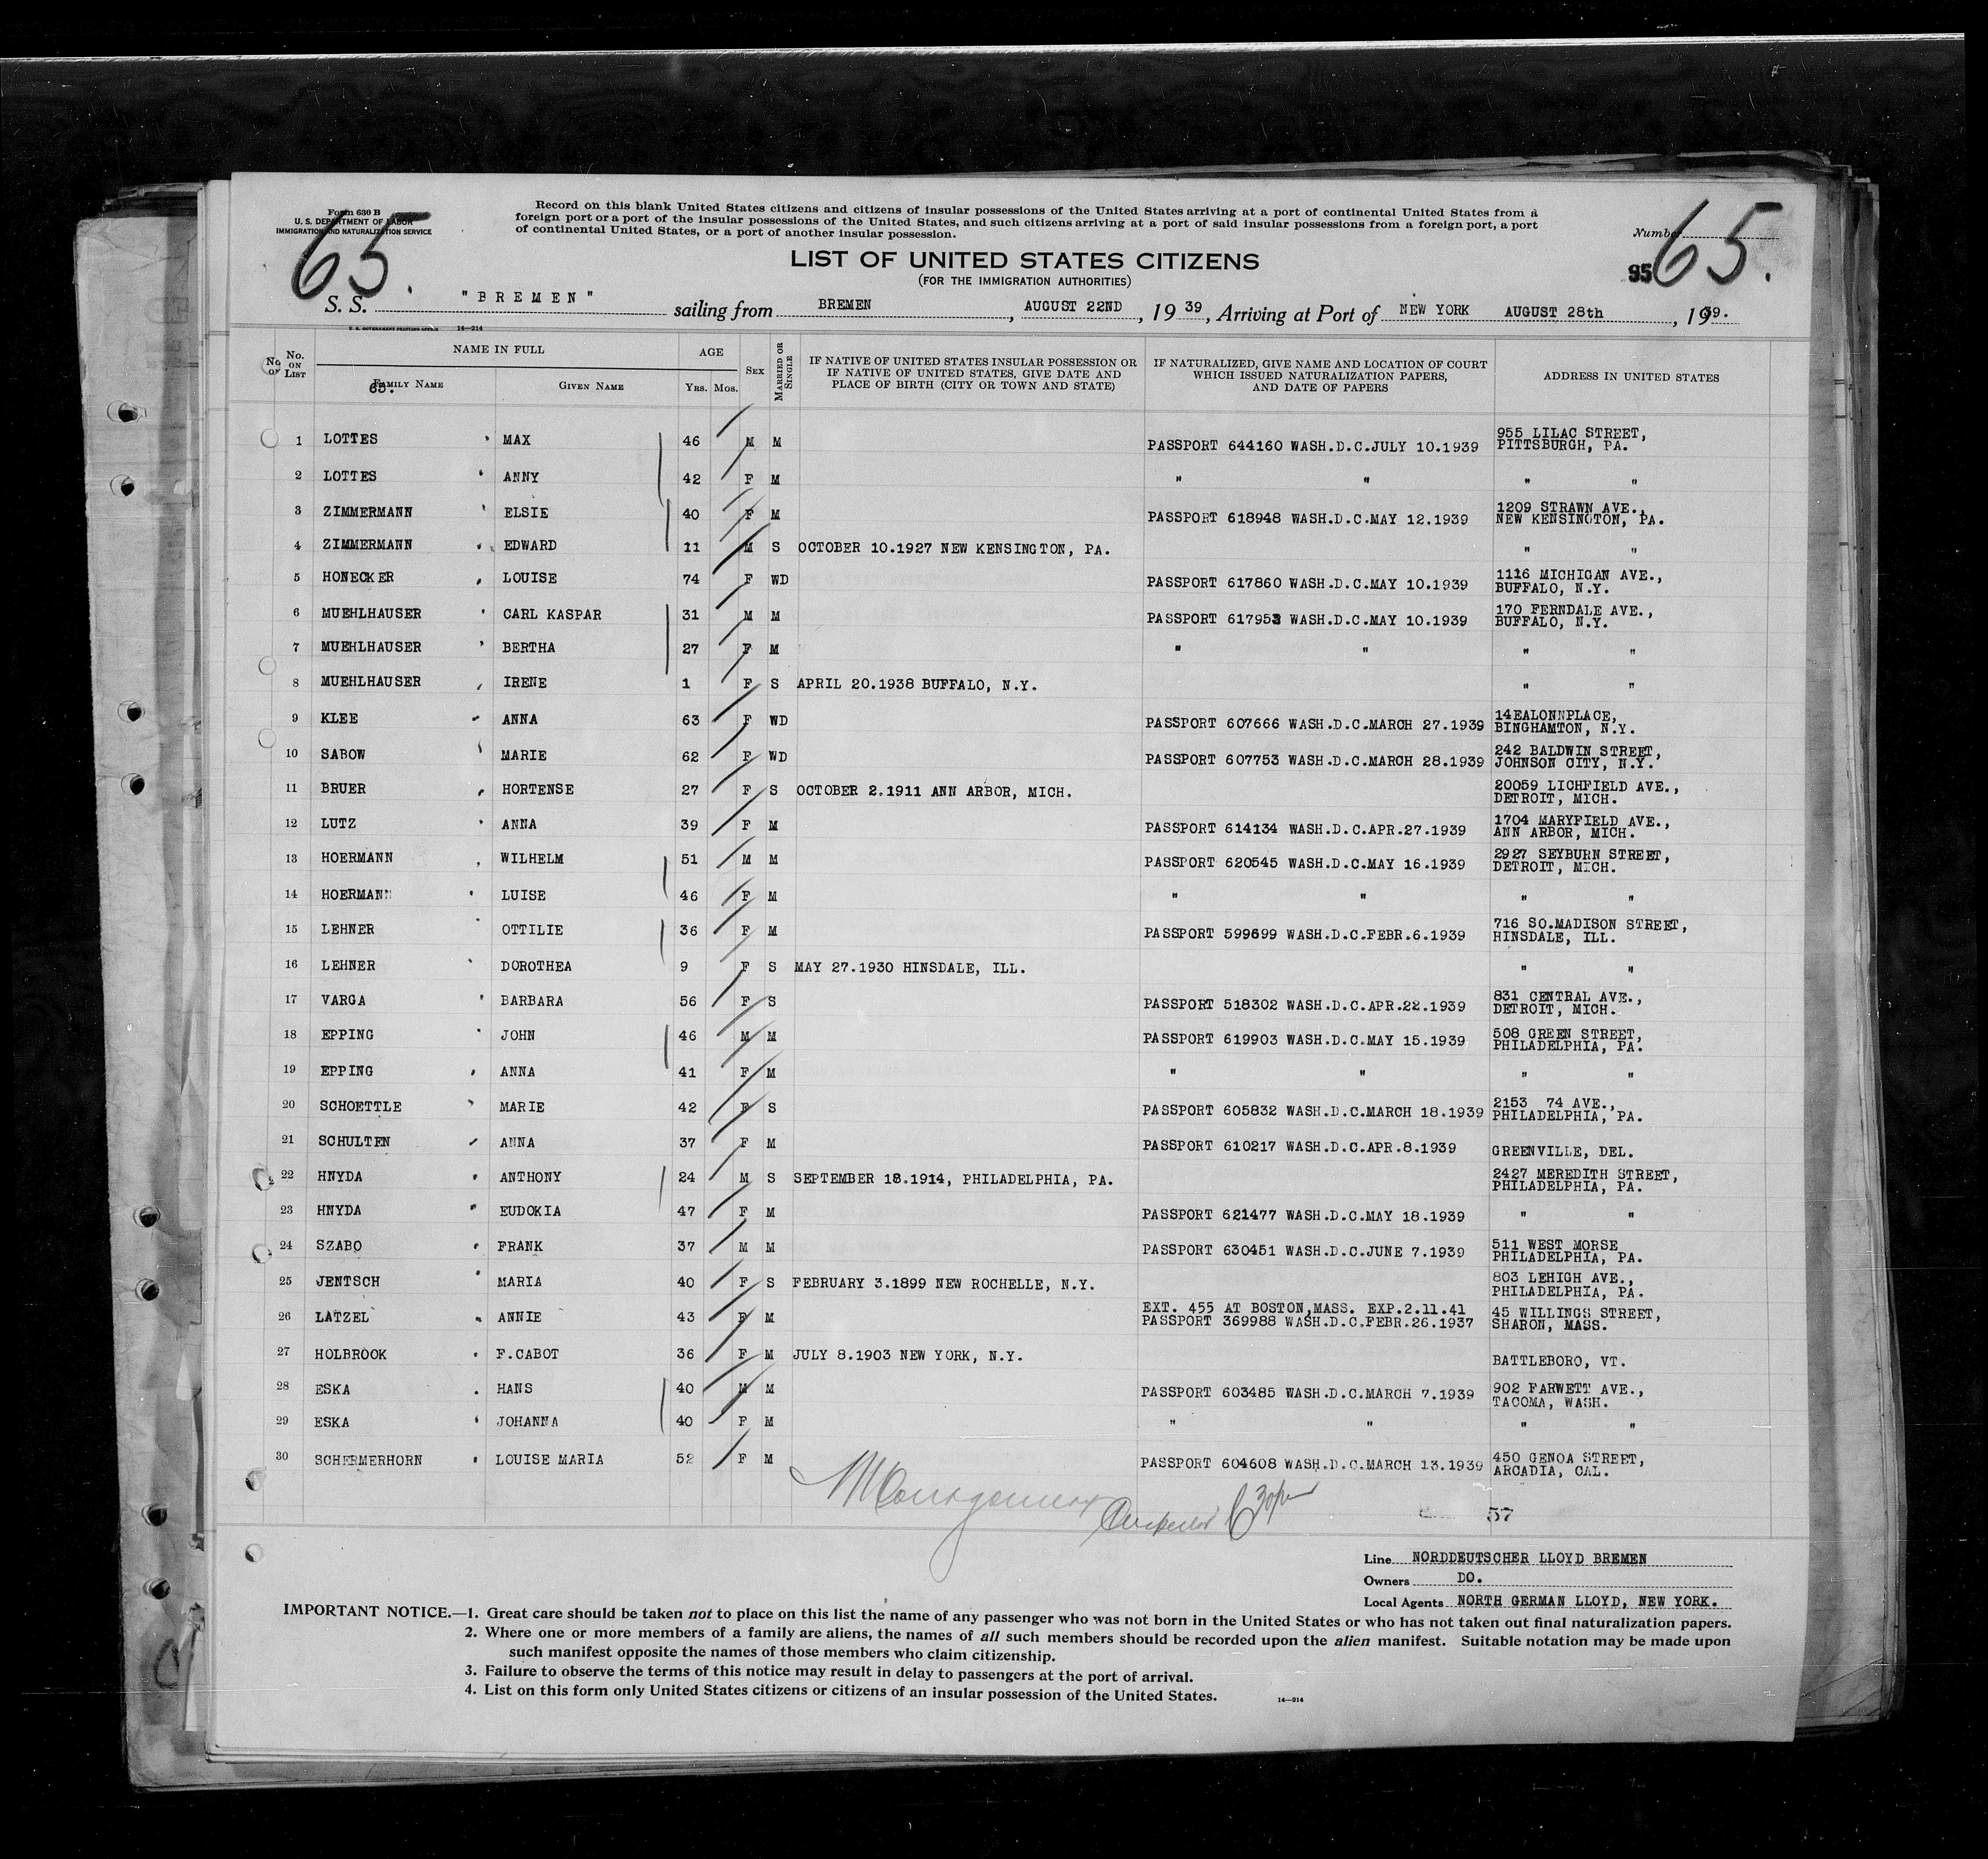 Form 630 B
U. S. DEPARTMENT OF LABOR
IMMIGRATION AND NATURALIZATION SERVICE
65.
Record on this blank United States citizens and citizens of insular possessions of the United States arriving at a port of continental United States from a
foreign port or a port of the insular possessions of the United States, and such citizens arriving at a port of said insular possessions from a foreign port, a port
of continental United States, or a port of another insular possession.
Number 65.
95
LIST OF UNITED STATES CITIZENS
(FOR THE IMMIGRATION AUTHORITIES)
S. S. "BREMEN" sailing from BREMEN, AUGUST 22ND, 19 39, Arriving at Port of NEW YORK AUGUST 28th, 19 39.
U. S. GOVERNMENT PRINTING OFFICE 14—214
No. ON LIST NAME IN FULL AGE SEX MARRIED OR SINGLE IF NATIVE OF UNITED STATES INSULAR POSSESSION OR IF NATIVE OF UNITED STATES, GIVE DATE AND PLACE OF BIRTH (CITY OR TOWN AND STATE) IF NATURALIZED, GIVE NAME AND LOCATION OF COURT WHICH ISSUED NATURALIZATION PAPERS, AND DATE OF PAPERS ADDRESS IN UNITED STATES
FAMILY NAME GIVEN NAME Yrs. Mos.
65.
1 LOTTES MAX 46 M M PASSPORT 644160 WASH.D.C.JULY 10.1939 955 LILAC STREET, PITTSBURGH, PA.
2 LOTTES ANNY 42 F M " " " "
3 ZIMMERMANN ELSIE 40 F M PASSPORT 618948 WASH.D.C.MAY 12.1939 1209 STRAWN AVE., NEW KENSINGTON, PA.
4 ZIMMERMANN EDWARD 11 M S OCTOBER 10.1927 NEW KENSINGTON, PA. " "
5 HONECKER LOUISE 74 F WD PASSPORT 617860 WASH.D.C.MAY 10.1939 1116 MICHIGAN AVE., BUFFALO, N.Y.
6 MUEHLHAUSER CARL KASPAR 31 M M PASSPORT 617953 WASH.D.C.MAY 10.1939 170 FERNDALE AVE., BUFFALO, N.Y.
7 MUEHLHAUSER BERTHA 27 F M " " " "
8 MUEHLHAUSER IRENE 1 F S APRIL 20.1938 BUFFALO, N.Y. " "
9 KLEE ANNA 63 F WD PASSPORT 607666 WASH.D.C.MARCH 27.1939 14EALONNPLACE, BINGHAMTON, N.Y.
10 SABOW MARIE 62 F WD PASSPORT 607753 WASH.D.C.MARCH 28.1939 242 BALDWIN STREET, JOHNSON CITY, N.Y.
11 BRUER HORTENSE 27 F S OCTOBER 2.1911 ANN ARBOR, MICH. 20059 LICHFIELD AVE., DETROIT, MICH.
12 LUTZ ANNA 39 F M PASSPORT 614134 WASH.D.C.APR.27.1939 1704 MARYFIELD AVE., ANN ARBOR, MICH.
13 HOERMANN WILHELM 51 M M PASSPORT 620545 WASH.D.C.MAY 16.1939 2927 SEYBURN STREET, DETROIT, MICH.
14 HOERMANN LUISE 46 F M " " " "
15 LEHNER OTTILIE 36 F M PASSPORT 599699 WASH.D.C.FEBR.6.1939 716 SO.MADISON STREET, HINSDALE, ILL.
16 LEHNER DOROTHEA 9 F S MAY 27.1930 HINSDALE, ILL. " "
17 VARGA BARBARA 56 F S PASSPORT 518302 WASH.D.C.APR.22.1939 831 CENTRAL AVE., DETROIT, MICH.
18 EPPING JOHN 46 M M PASSPORT 619903 WASH.D.C.MAY 15.1939 508 GREEN STREET, PHILADELPHIA, PA.
19 EPPING ANNA 41 F M " " " "
20 SCHOETTLE MARIE 42 F S PASSPORT 605832 WASH.D.C.MARCH 18.1939 2153 74 AVE., PHILADELPHIA, PA.
21 SCHULTEN ANNA 37 F M PASSPORT 610217 WASH.D.C.APR.8.1939 GREENVILLE, DEL.
22 HNYDA ANTHONY 24 M S SEPTEMBER 18.1914, PHILADELPHIA, PA. 2427 MEREDITH STREET, PHILADELPHIA, PA.
23 HNYDA EUDOKIA 47 F M PASSPORT 621477 WASH.D.C.MAY 18.1939 " "
24 SZABO FRANK 37 M M PASSPORT 630451 WASH.D.C.JUNE 7.1939 511 WEST MORSE PHILADELPHIA, PA.
25 JENTSCH MARIA 40 F S FEBRUARY 3.1899 NEW ROCHELLE, N.Y. 803 LEHIGH AVE., PHILADELPHIA, PA.
26 LATZEL ANNIE 43 F M EXT. 455 AT BOSTON,MASS. EXP.2.11.41 PASSPORT 369988 WASH.D.C.FEBR.26.1937 45 WILLINGS STREET, SHARON, MASS.
27 HOLBROOK F.CABOT 36 F M JULY 8.1903 NEW YORK, N.Y. BATTLEBORO, VT.
28 ESKA HANS 40 M M PASSPORT 603485 WASH.D.C.MARCH 7.1939 902 FARWETT AVE., TACOMA, WASH.
29 ESKA JOHANNA 40 F M " " " "
30 SCHERMERHORN LOUISE MARIA 52 F M PASSPORT 604608 WASH.D.C.MARCH 13.1939 450 GENOA STREET, ARCADIA, CAL.
Montgomery
57
Line NORDDEUTSCHER LLOYD BREMEN
Owners DO.
Local Agents NORTH GERMAN LLOYD, NEW YORK.
IMPORTANT NOTICE.—1. Great care should be taken not to place on this list the name of any passenger who was not born in the United States or who has not taken out final naturalization papers.
2. Where one or more members of a family are aliens, the names of all such members should be recorded upon the alien manifest. Suitable notation may be made upon
such manifest opposite the names of those members who claim citizenship.
3. Failure to observe the terms of this notice may result in delay to passengers at the port of arrival.
4. List on this form only United States citizens or citizens of an insular possession of the United States.
14—214